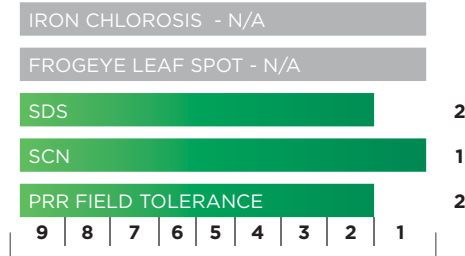 IRON CHLOROSIS - N/A
FROGEYE LEAF SPOT - N/A
SDS 2
SCN 1
PRR FIELD TOLERANCE 2
9 8 7 6 5 4 3 2 1